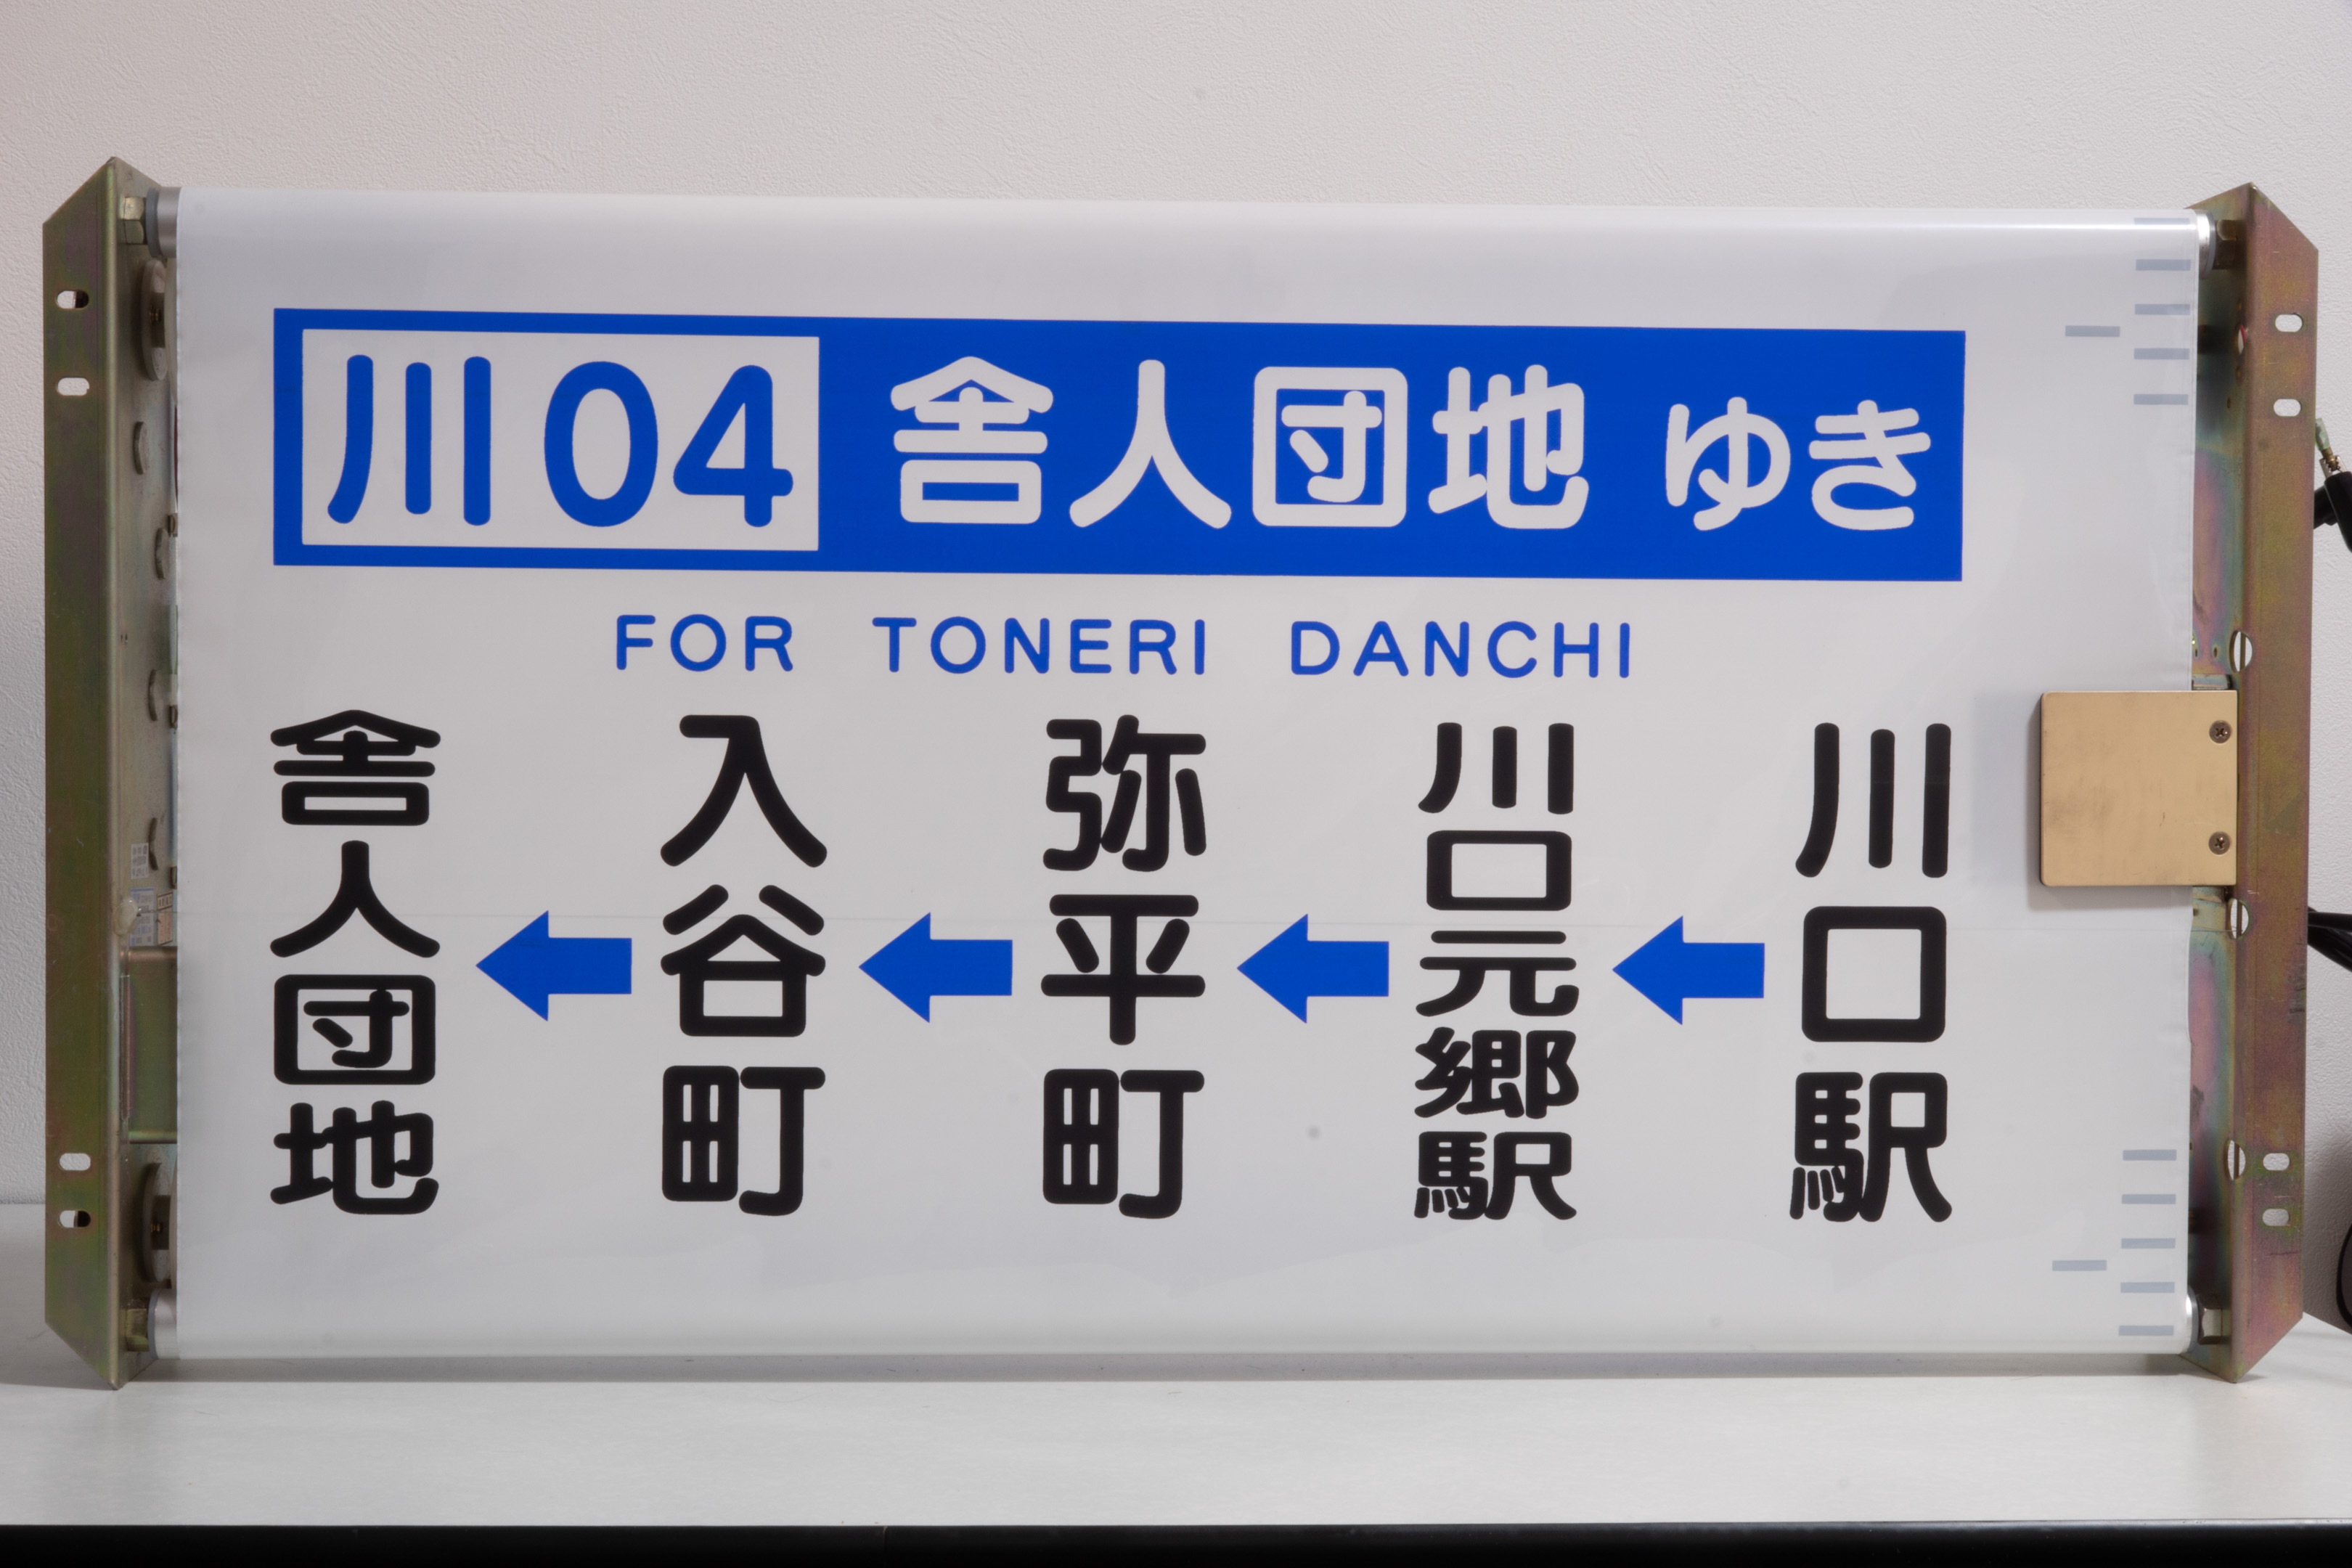 川04 舎人団地 ゆき
FOR TONERI DANCHI
川口駅
川口元郷駅
弥平町
入谷町
舎人団地